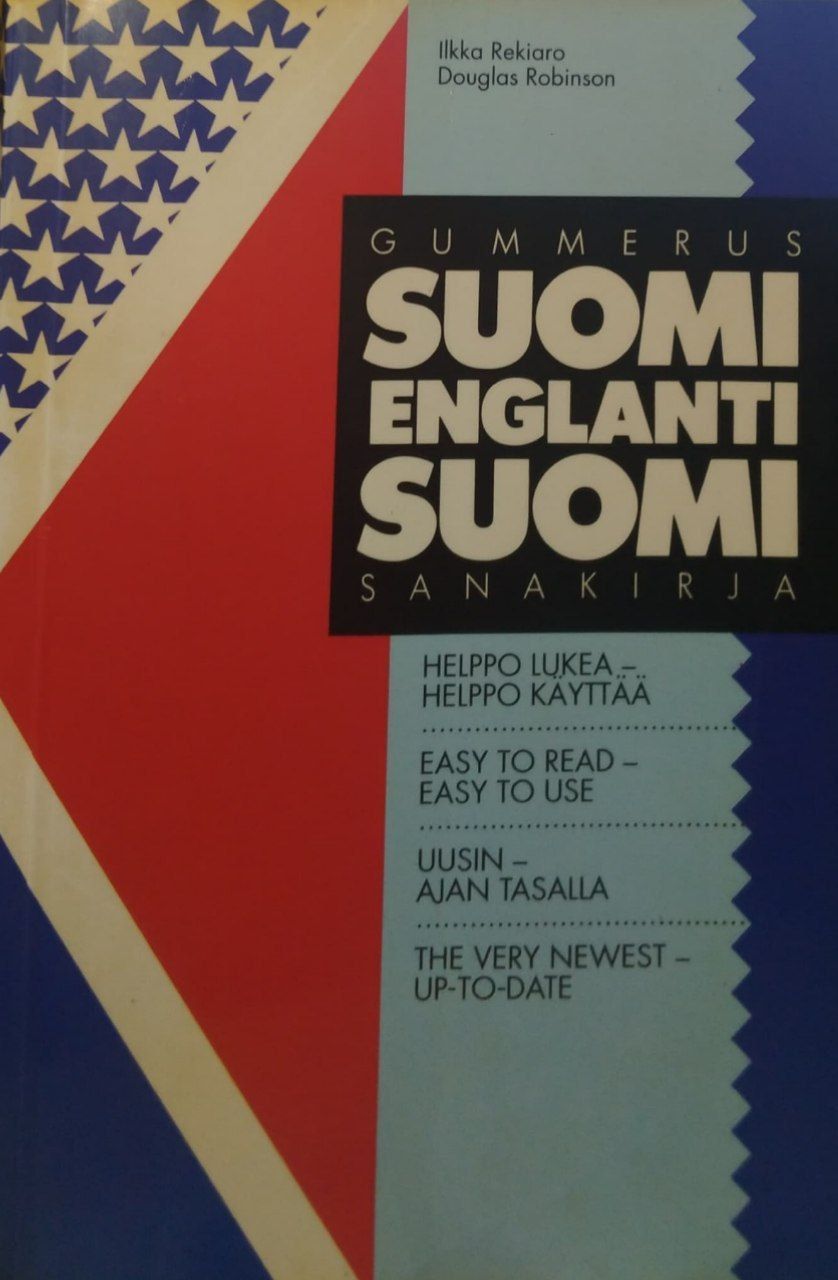 Ilkka Rekiaro
Douglas Robinson
GUMMERUS
SUOMI
ENGLANTI
SUOMI
SANAKIRJA
HELPPO LUKEA –
HELPPO KÄYTTÄÄ
EASY TO READ –
EASY TO USE
UUSIN –
AJAN TASALLA
THE VERY NEWEST –
UP-TO-DATE